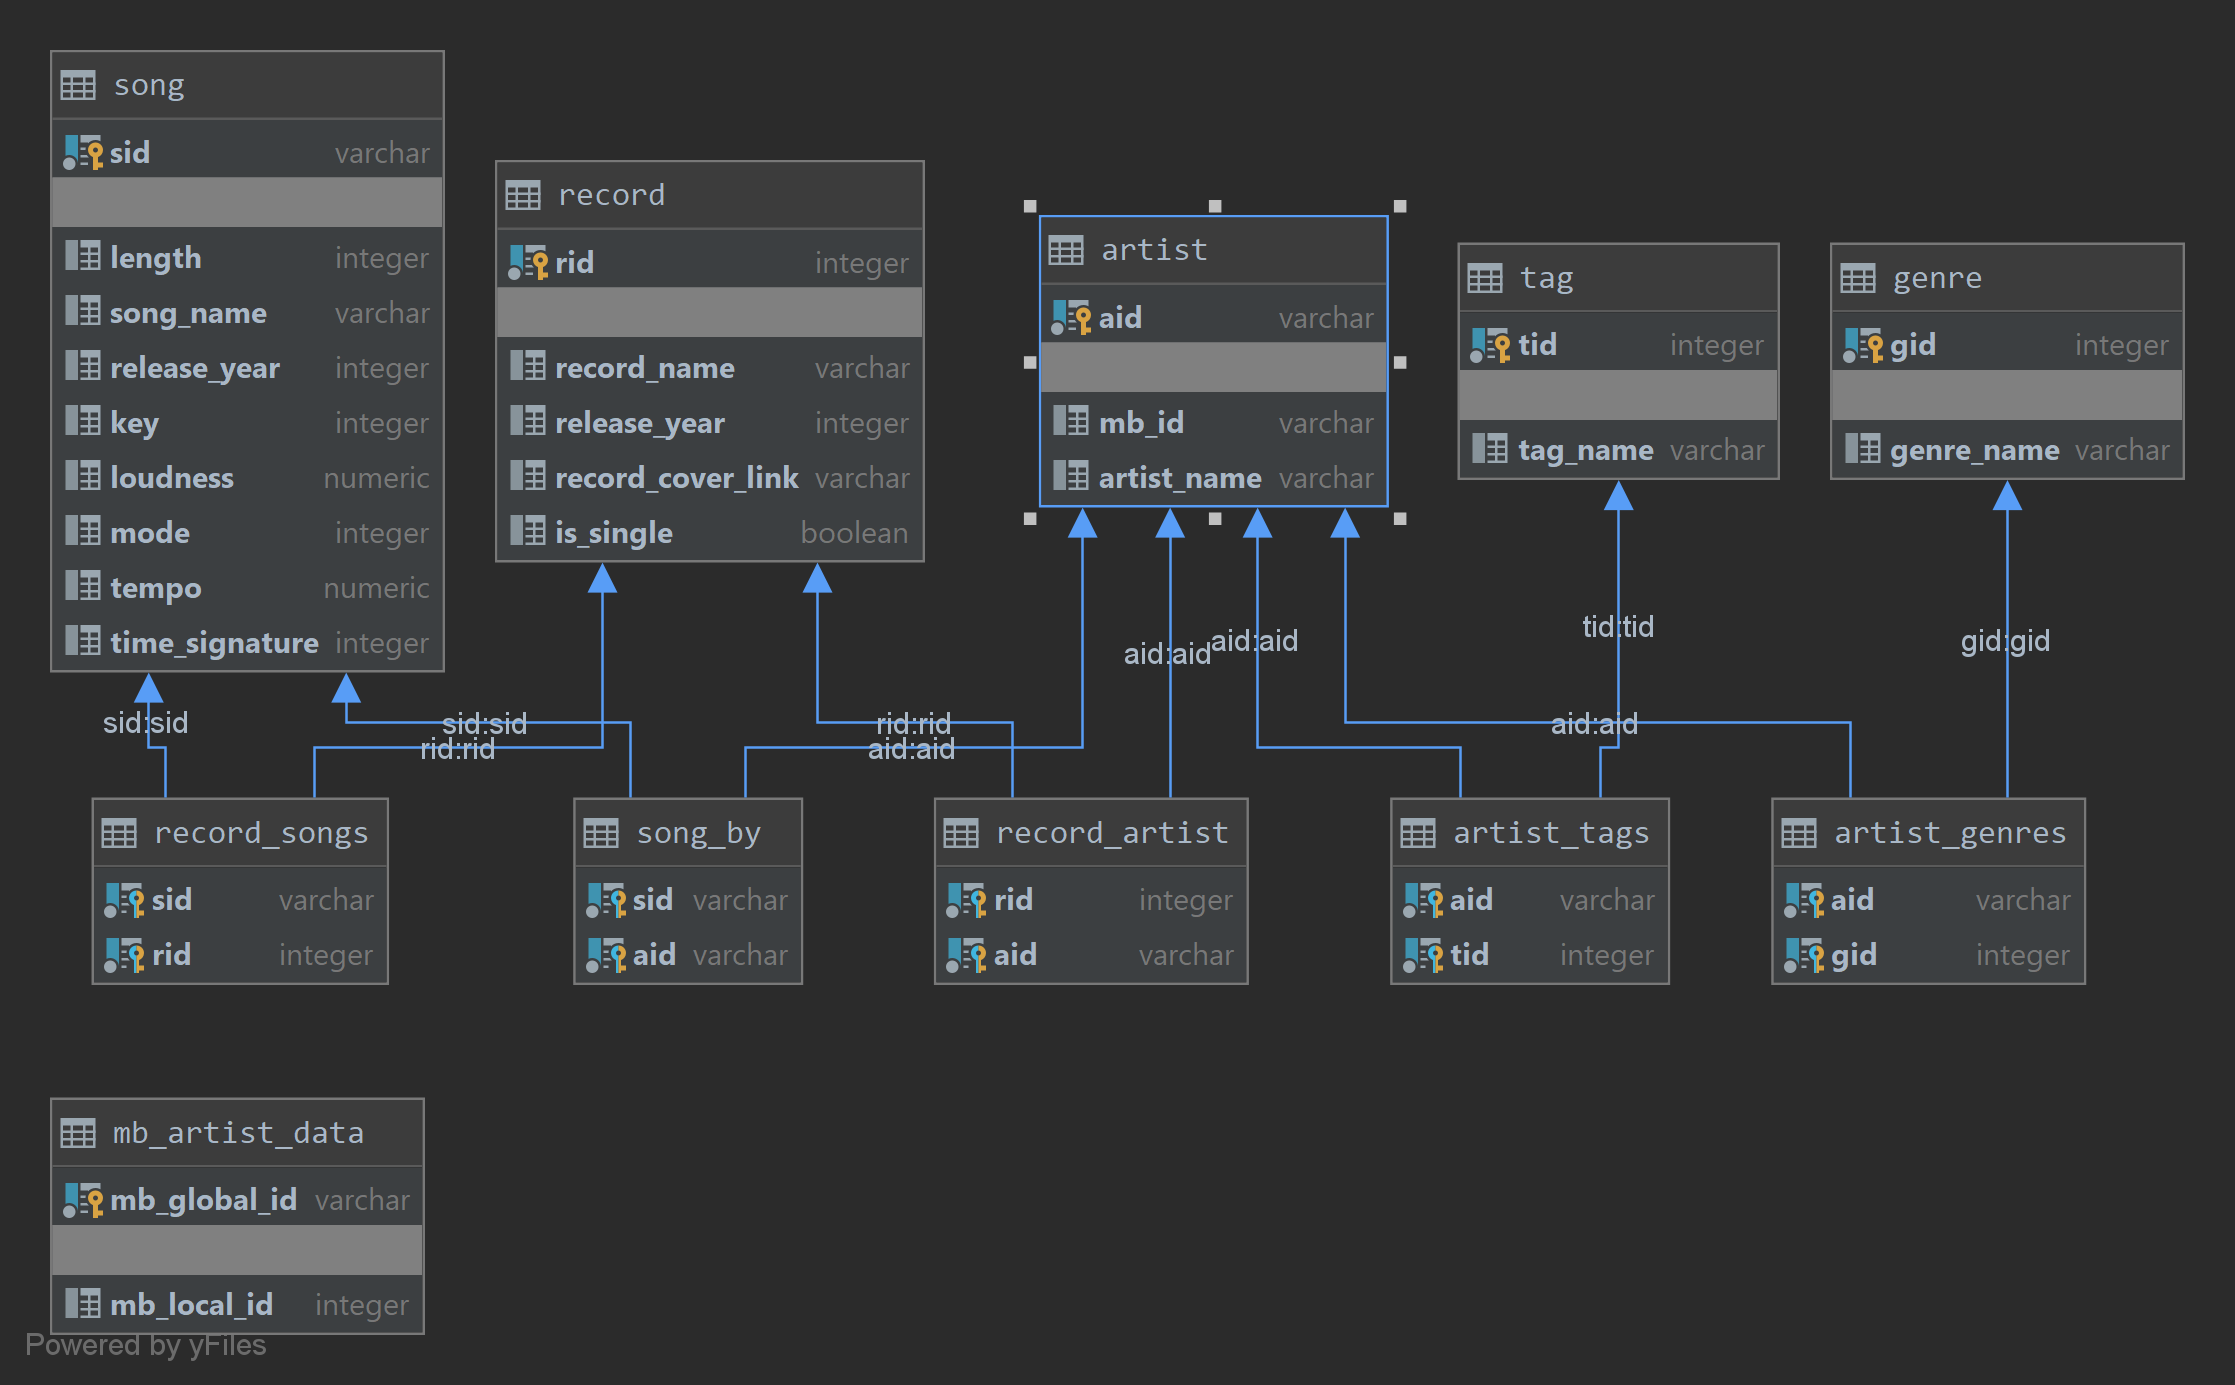 song
sid varchar
length integer
song_name varchar
release_year integer
key integer
loudness numeric
mode integer
tempo numeric
time_signature integer
record
rid integer
record_name varchar
release_year integer
record_cover_link varchar
is_single boolean
artist
aid varchar
mb_id varchar
artist_name varchar
tag
tid integer
tag_name varchar
genre
gid integer
genre_name varchar
sid:sid
sid:sid
rid:rid
rid:rid
aid:aid
aid:aid
aid:aid
tid:tid
aid:aid
gid:gid
record_songs
sid varchar
rid integer
song_by
sid varchar
aid varchar
record_artist
rid integer
aid varchar
artist_tags
aid varchar
tid integer
artist_genres
aid varchar
gid integer
mb_artist_data
mb_global_id varchar
mb_local_id integer
Powered by yFiles